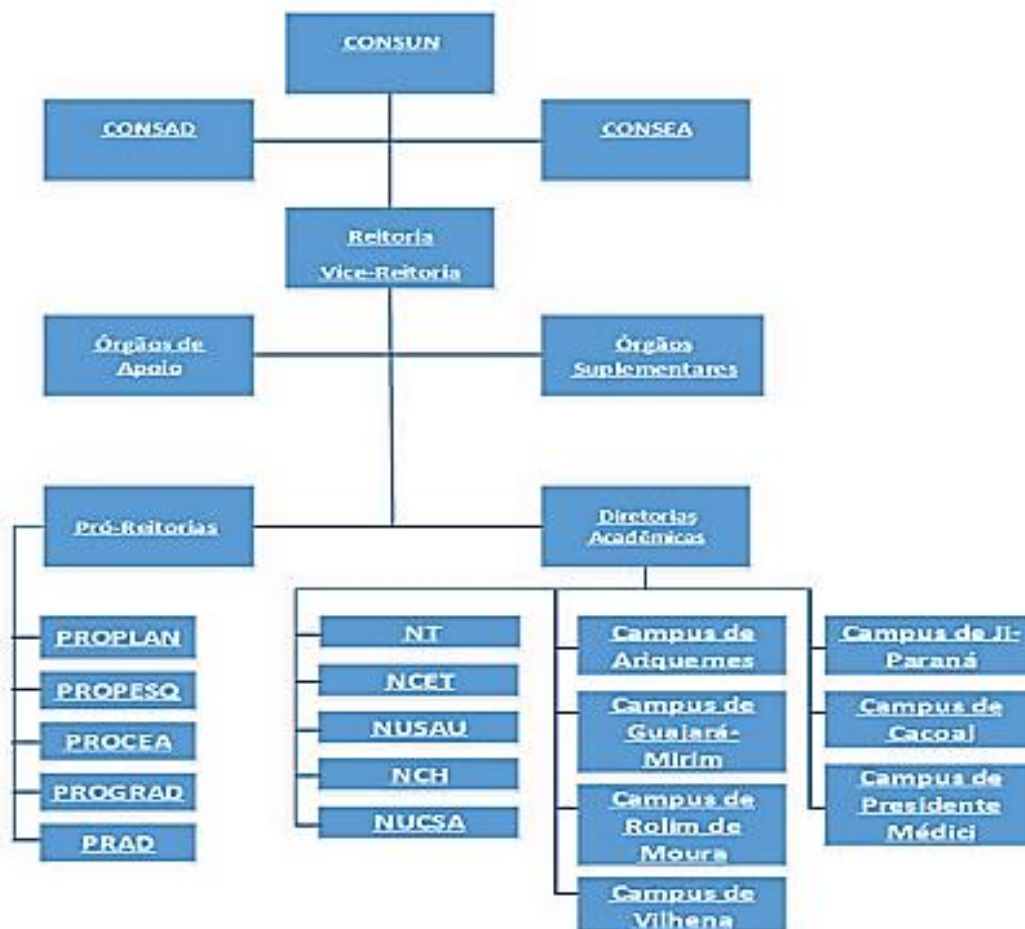 CONSUN
CONSAD
CONSEA
Reitoria
Vice-Reitoria
Órgãos de
Apoio
Órgãos
Suplementares
Pró-Reitorias
Diretorias
Acadêmicas
PROPLAN
PROPESQ
PROCEA
PROGRAD
PRAD
NT
NCET
NUSAU
NCH
NUCSA
Campus de
Ariquemes
Campus de
Guajará-
Mirim
Campus de
Rolim de
Moura
Campus de
Vilhena
Campus de Ji-
Paraná
Campus de
Cacoal
Campus de
Presidente
Médici